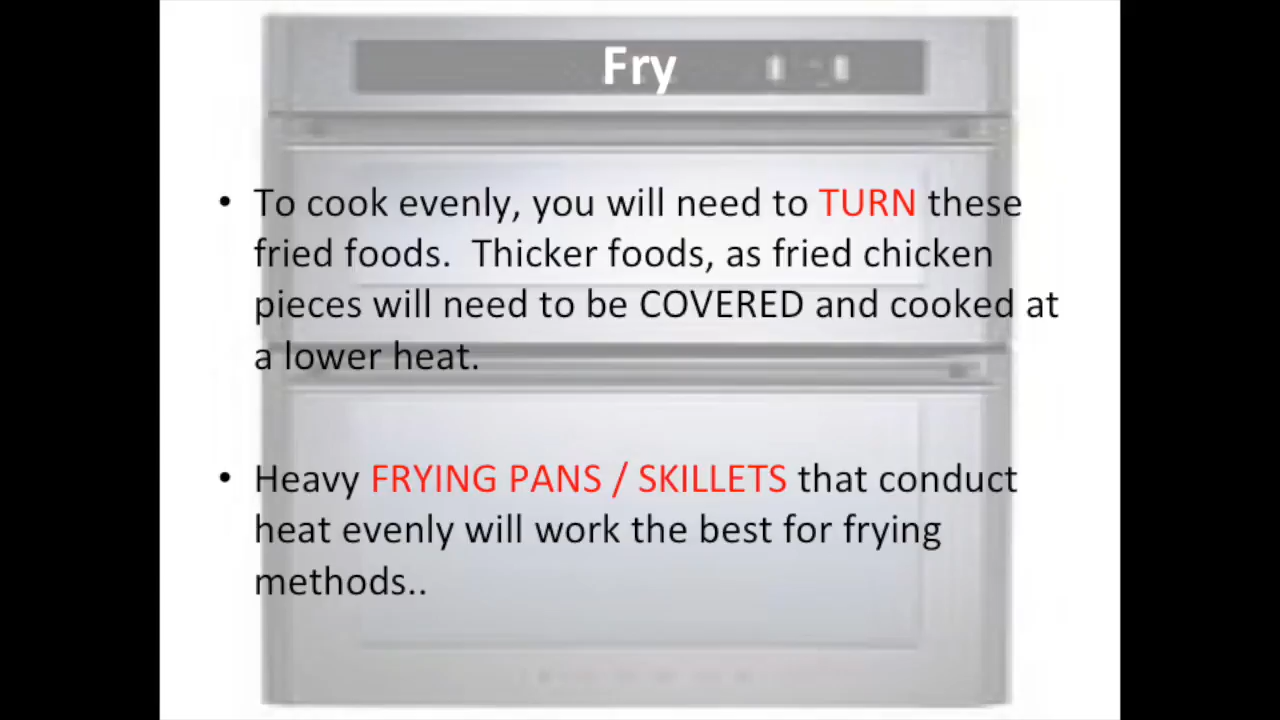 Fry
• To cook evenly, you will need to TURN these
fried foods.  Thicker foods, as fried chicken
pieces will need to be COVERED and cooked at
a lower heat.
• Heavy FRYING PANS / SKILLETS that conduct
heat evenly will work the best for frying
methods..